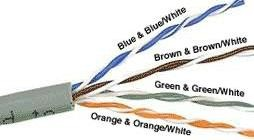 Blue & Blue/White
Brown & Brown/White
Green & Green/White
Orange & Orange/White